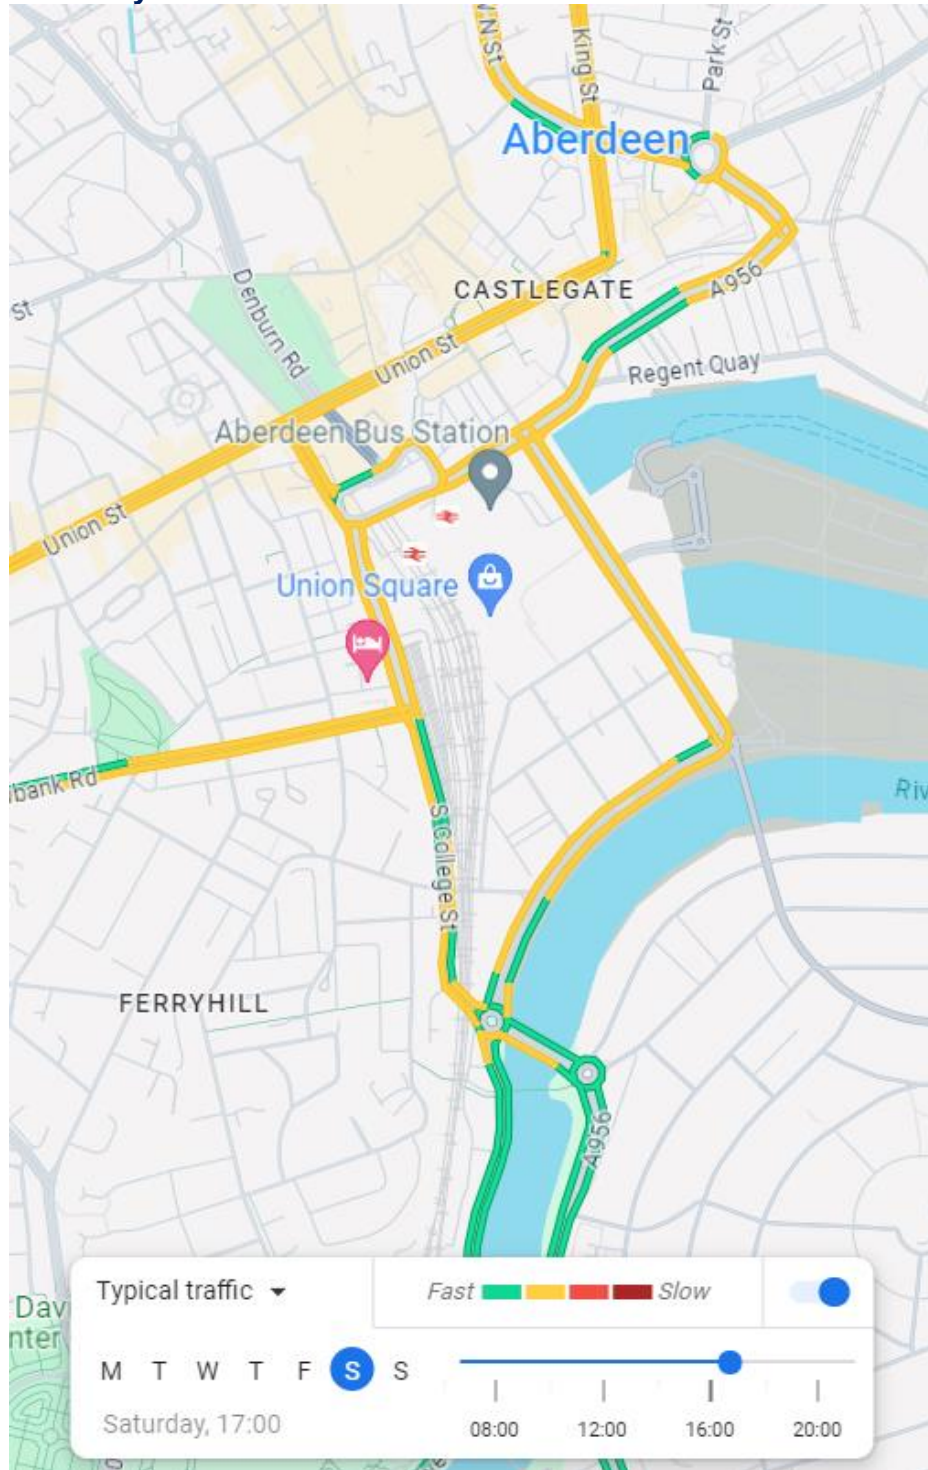 King St
Park St
Aberdeen
CASTLEGATE
A956
St
Denburn Rd
Union St
Regent Quay
Aberdeen Bus Station
Union St
Union Square
bank Rd
Riv
S College St
FERRYHILL
A956
Typical traffic
Fast
Slow
Dav
nter
M T W T F S S
Saturday, 17:00
08:00 12:00 16:00 20:00